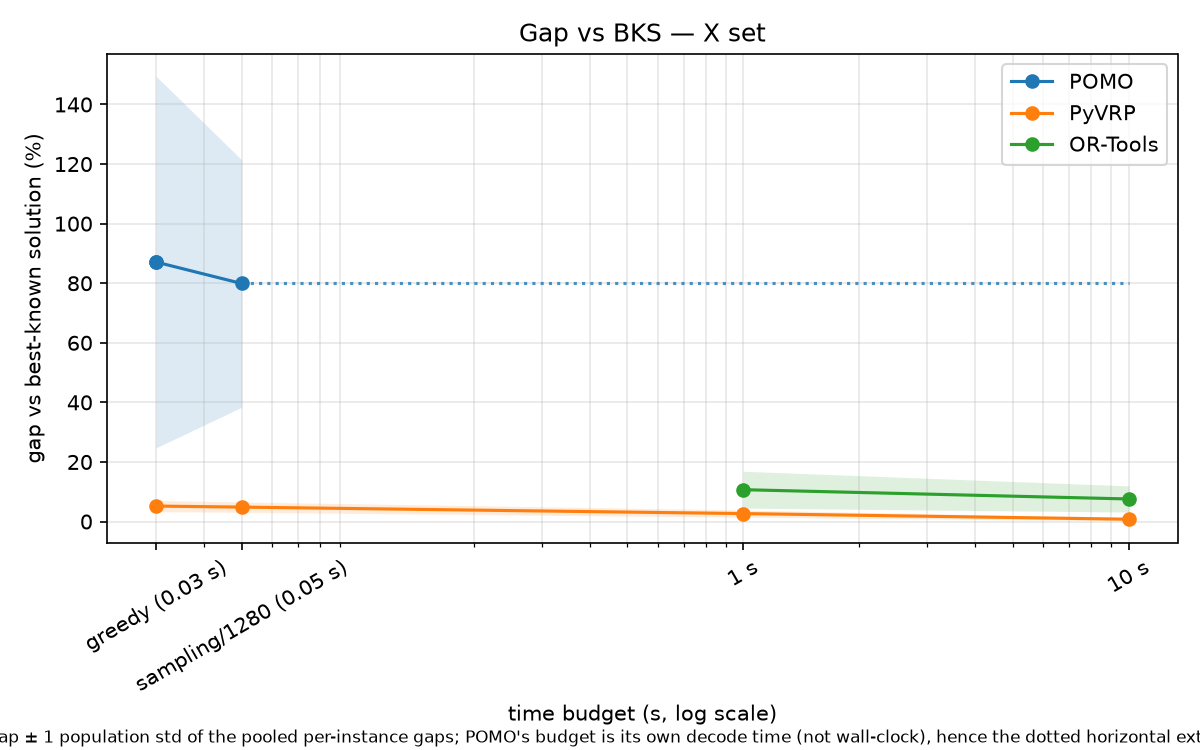 Gap vs BKS — X set
gap vs best-known solution (%)
140
120
100
80
60
40
20
0
POMO
PyVRP
OR-Tools
greedy (0.03 s)
sampling/1280 (0.05 s)
1 s
10 s
time budget (s, log scale)
± 1 population std of the pooled per-instance gaps; POMO's budget is its own decode time (not wall-clock), hence the dotted horizontal